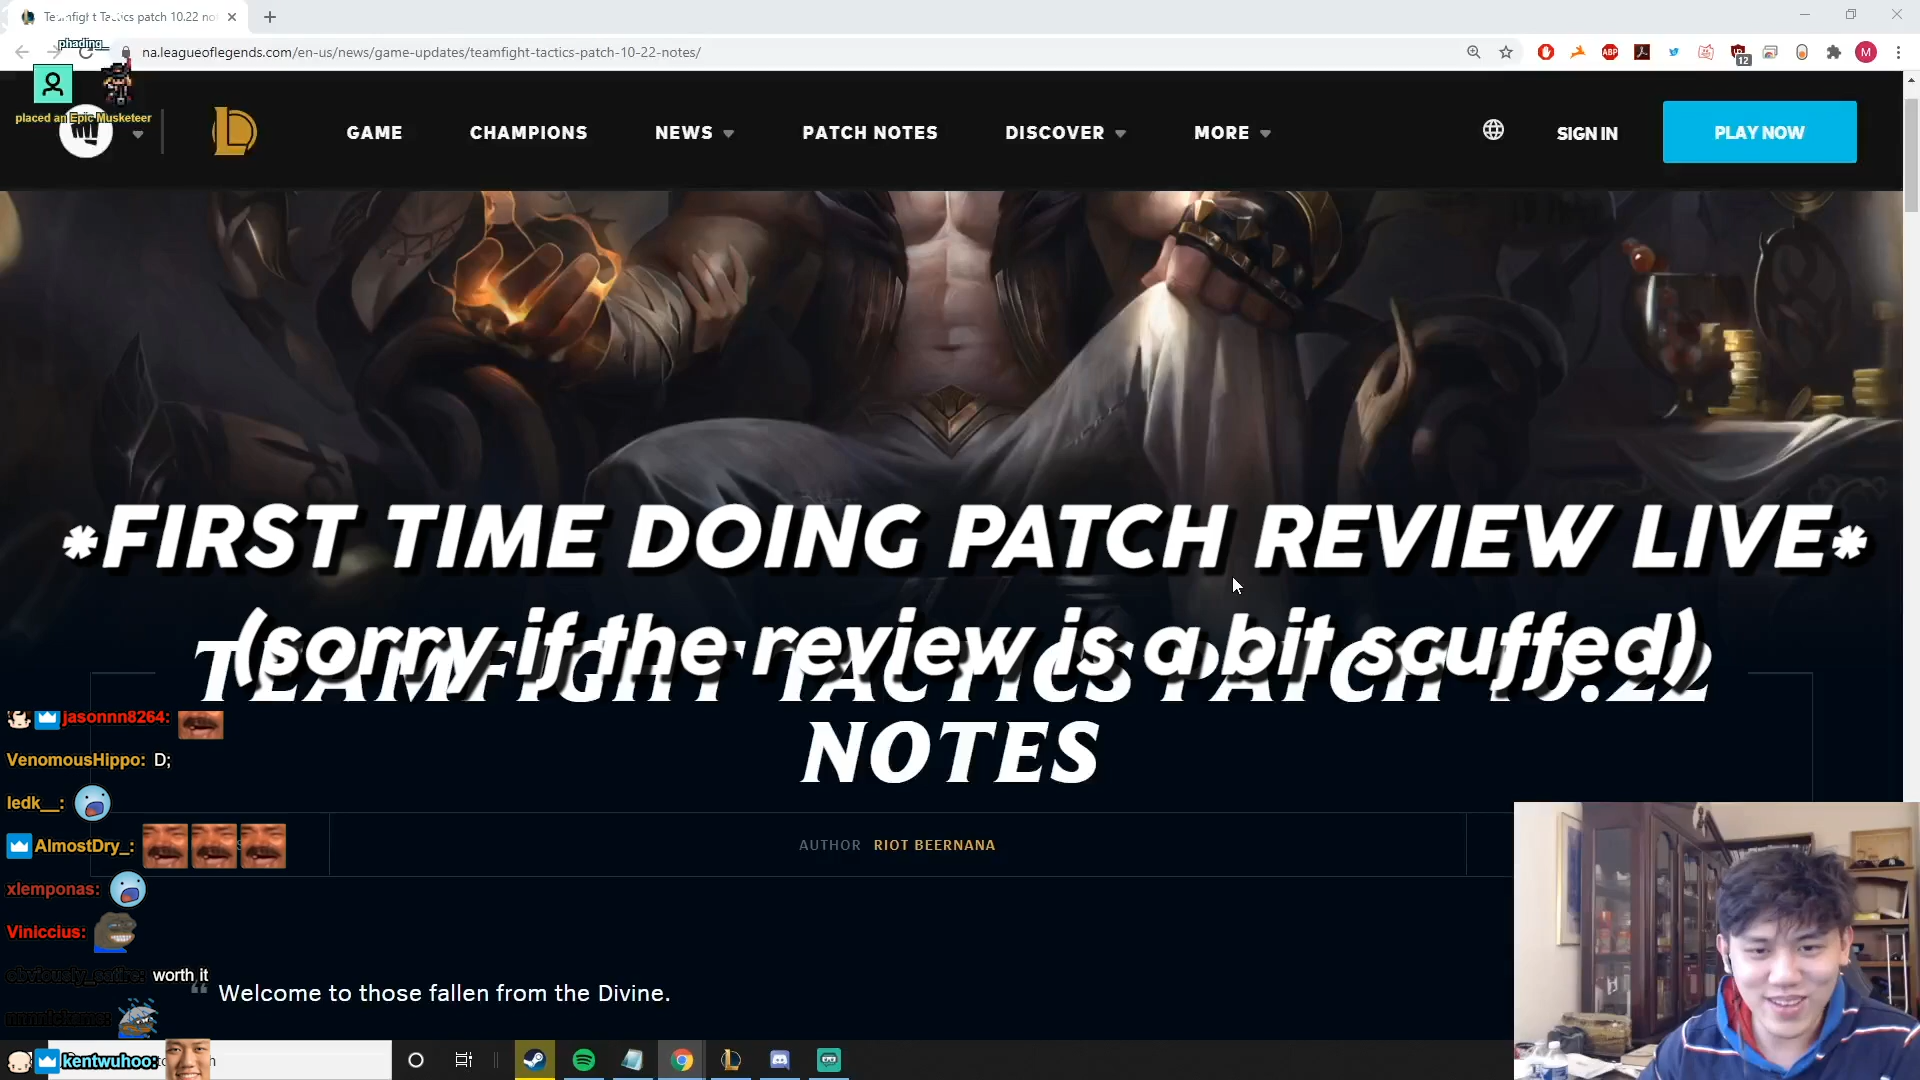 Teamfight Tactics patch 10.22 no
phading_
na.leagueoflegends.com/en-us/news/game-updates/teamfight-tactics-patch-10-22-notes/
ABP
12
M
placed an Epic Musketeer
GAME
CHAMPIONS
NEWS
PATCH NOTES
DISCOVER
MORE
SIGN IN
PLAY NOW
*FIRST TIME DOING PATCH REVIEW LIVE*
(sorry if the review is a bit scuffed)
TEAMFIGHT TACTICS PATCH 10.22
NOTES
jasonnn8264:
VenomousHippo: D;
ledk__:
AlmostDry_:
AUTHOR RIOT BEERNANA
xlemponas:
Viniccius:
worth it
“ Welcome to those fallen from the Divine.
kentwuhoo: